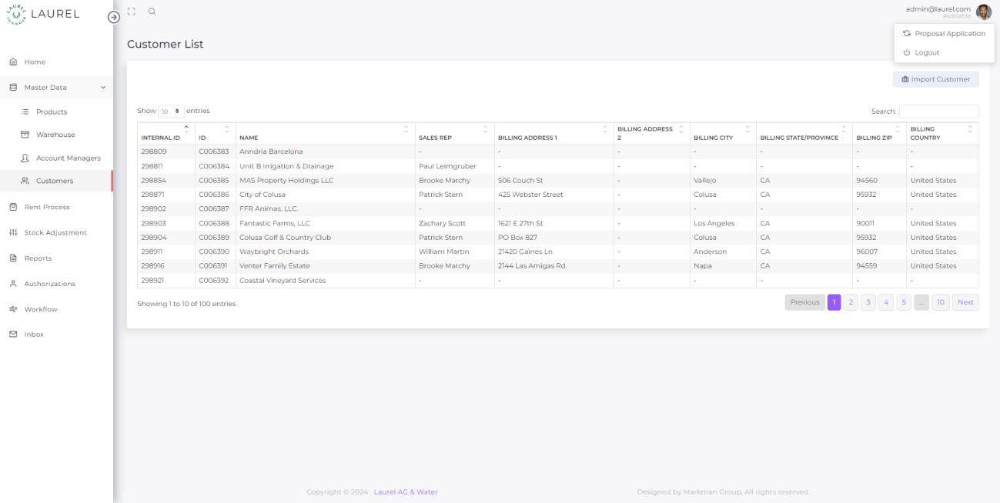 LAUREL
LAUREL AG & WATER
admin@laurel.com
Available
Proposal Application
Logout
Home
Master Data
Products
Warehouse
Account Managers
Customers
Rent Process
Stock Adjustment
Reports
Authorizations
Workflow
Inbox
Customer List
Import Customer
Show 10 entries
Search:
INTERNAL ID ID NAME SALES REP BILLING ADDRESS 1 BILLING ADDRESS 2 BILLING CITY BILLING STATE/PROVINCE BILLING ZIP BILLING COUNTRY
298809 C006383 Anndria Barcelona - - - - - - -
298811 C006384 Unit B Irrigation & Drainage Paul Leimgruber - - - - - -
298854 C006385 MAS Property Holdings LLC Brooke Marchy 506 Couch St - Vallejo CA 94560 United States
298871 C006386 City of Colusa Patrick Stern 425 Webster Street - Colusa CA 95932 United States
298902 C006387 FFR Animas, LLC. - - - - - - -
298903 C006388 Fantastic Farms, LLC Zachary Scott 1621 E 27th St - Los Angeles CA 90011 United States
298904 C006389 Colusa Golf & Country Club Patrick Stern PO Box 827 - Colusa CA 95932 United States
298911 C006390 Waybright Orchards William Martin 21420 Gaines Ln - Anderson CA 96007 United States
298916 C006391 Venter Family Estate Brooke Marchy 2144 Las Amigas Rd. - Napa CA 94559 United States
298921 C006392 Coastal Vineyard Services - - - - - - -
Showing 1 to 10 of 100 entries
Previous 1 2 3 4 5 ... 10 Next
Copyright © 2024 Laurel AG & Water
Designed by Markman Group, All rights reserved.